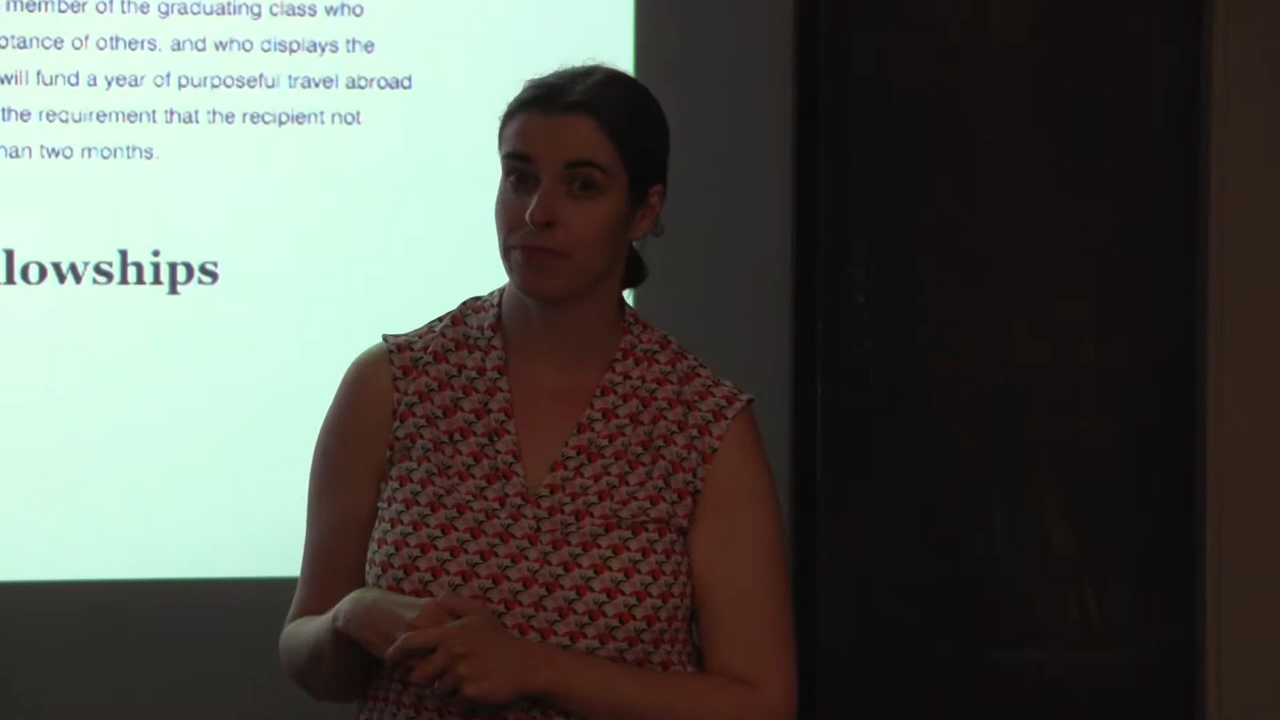 member of the graduating class who
ptance of others, and who displays the
will fund a year of purposeful travel abroad
the requirement that the recipient not
han two months.
llowships